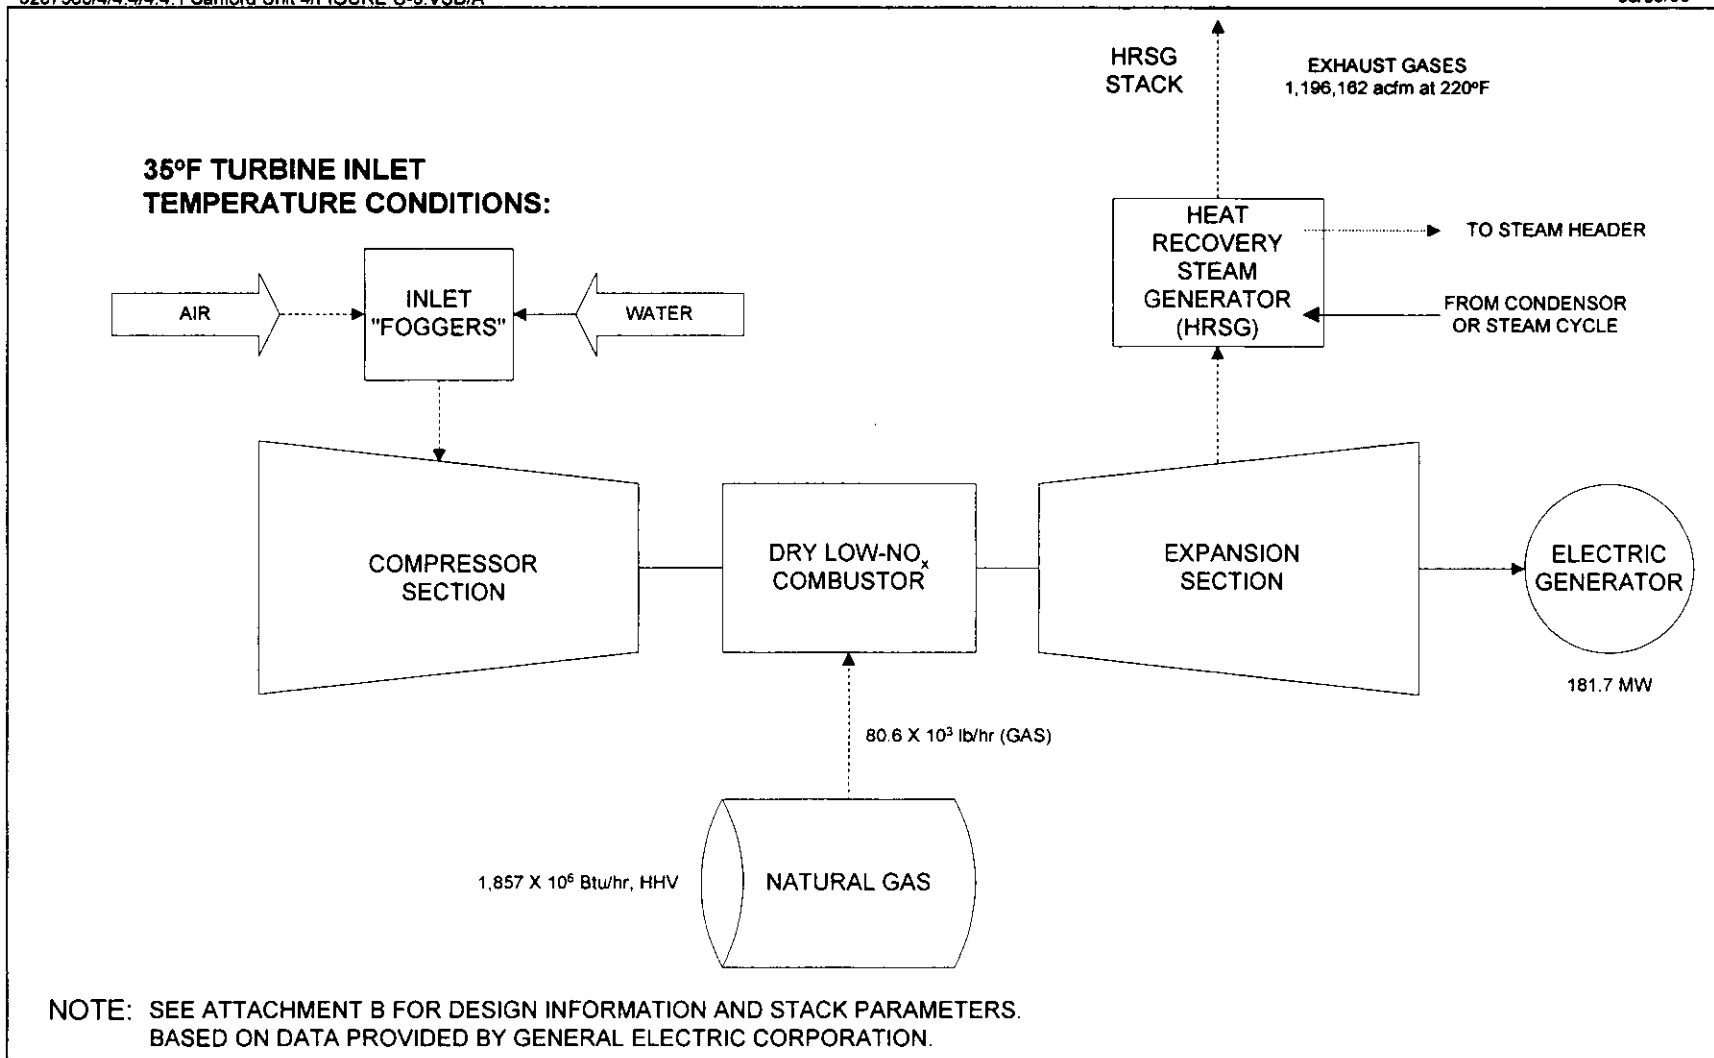 HRSG
STACK
EXHAUST GASES
1,196,162 acfm at 220ºF
35ºF TURBINE INLET
TEMPERATURE CONDITIONS:
AIR
INLET
"FOGGERS"
WATER
HEAT
RECOVERY
STEAM
GENERATOR
(HRSG)
TO STEAM HEADER
FROM CONDENSOR
OR STEAM CYCLE
COMPRESSOR
SECTION
DRY LOW-NOx
COMBUSTOR
EXPANSION
SECTION
ELECTRIC
GENERATOR
181.7 MW
80.6 X 10³ lb/hr (GAS)
1,857 X 10⁶ Btu/hr, HHV
NATURAL GAS
NOTE: SEE ATTACHMENT B FOR DESIGN INFORMATION AND STACK PARAMETERS.
BASED ON DATA PROVIDED BY GENERAL ELECTRIC CORPORATION.